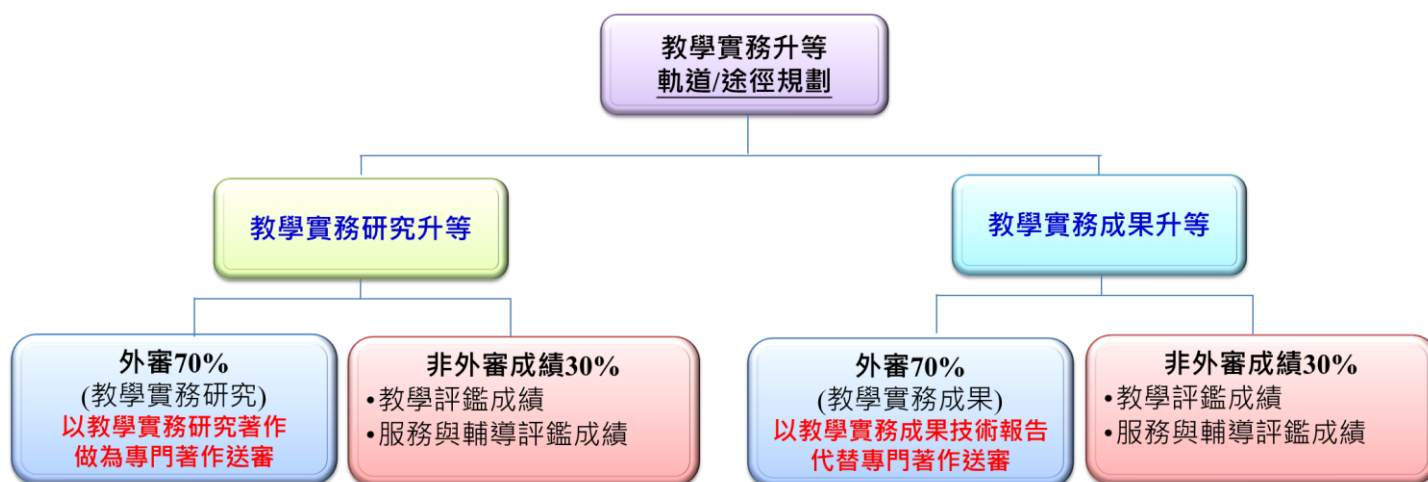 教學實務升等
軌道/途徑規劃
教學實務研究升等
教學實務成果升等
外審70%
(教學實務研究)
以教學實務研究著作
做為專門著作送審
非外審成績30%
•教學評鑑成績
•服務與輔導評鑑成績
外審70%
(教學實務成果)
以教學實務成果技術報告
代替專門著作送審
非外審成績30%
•教學評鑑成績
•服務與輔導評鑑成績